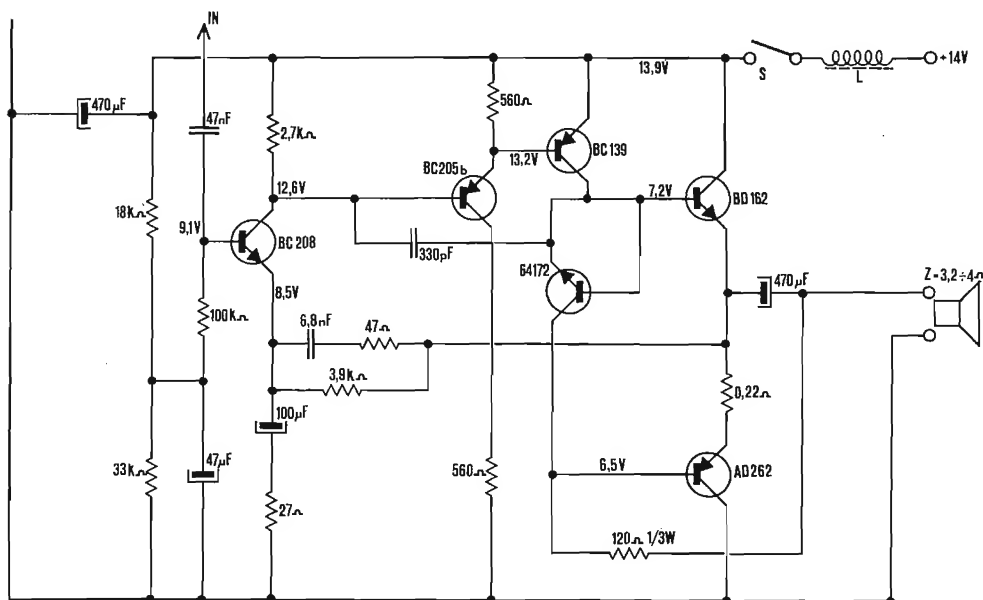 IN
13,9V
S
L
+14V
470µF
47nF
2,7KΩ
560Ω
BC139
BC205b
13,2V
12,6V
7,2V
BD162
18KΩ
9,1V
BC208
330pF
64172
470µF
Z=3,2÷4Ω
8,5V
100KΩ
6,8nF
47Ω
3,9KΩ
0,22Ω
100µF
33KΩ
47µF
560Ω
6,5V
AD262
27Ω
120Ω 1/3W